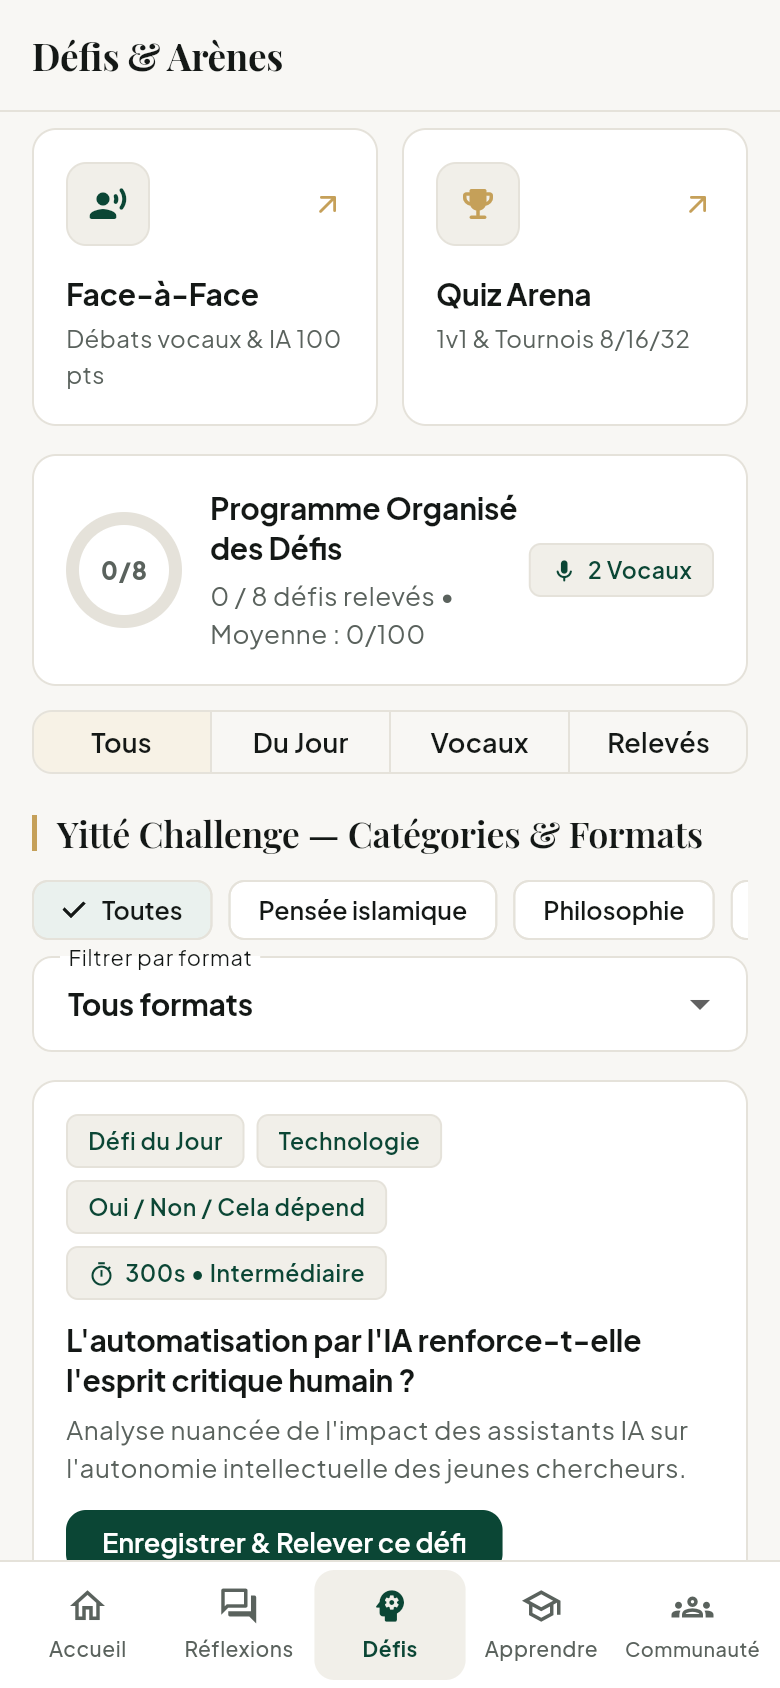 Défis & Arènes
Face-à-Face
Débats vocaux & IA 100
pts
Quiz Arena
1v1 & Tournois 8/16/32
0/8
Programme Organisé
des Défis
0 / 8 défis relevés •
Moyenne : 0/100
2 Vocaux
Tous
Du Jour
Vocaux
Relevés
Yitté Challenge — Catégories & Formats
Toutes
Pensée islamique
Philosophie
Filtrer par format
Tous formats
Défi du Jour
Technologie
Oui / Non / Cela dépend
300s • Intermédiaire
L'automatisation par l'IA renforce-t-elle
l'esprit critique humain ?
Analyse nuancée de l'impact des assistants IA sur
l'autonomie intellectuelle des jeunes chercheurs.
Enregistrer & Relever ce défi
Accueil
Réflexions
Défis
Apprendre
Communauté